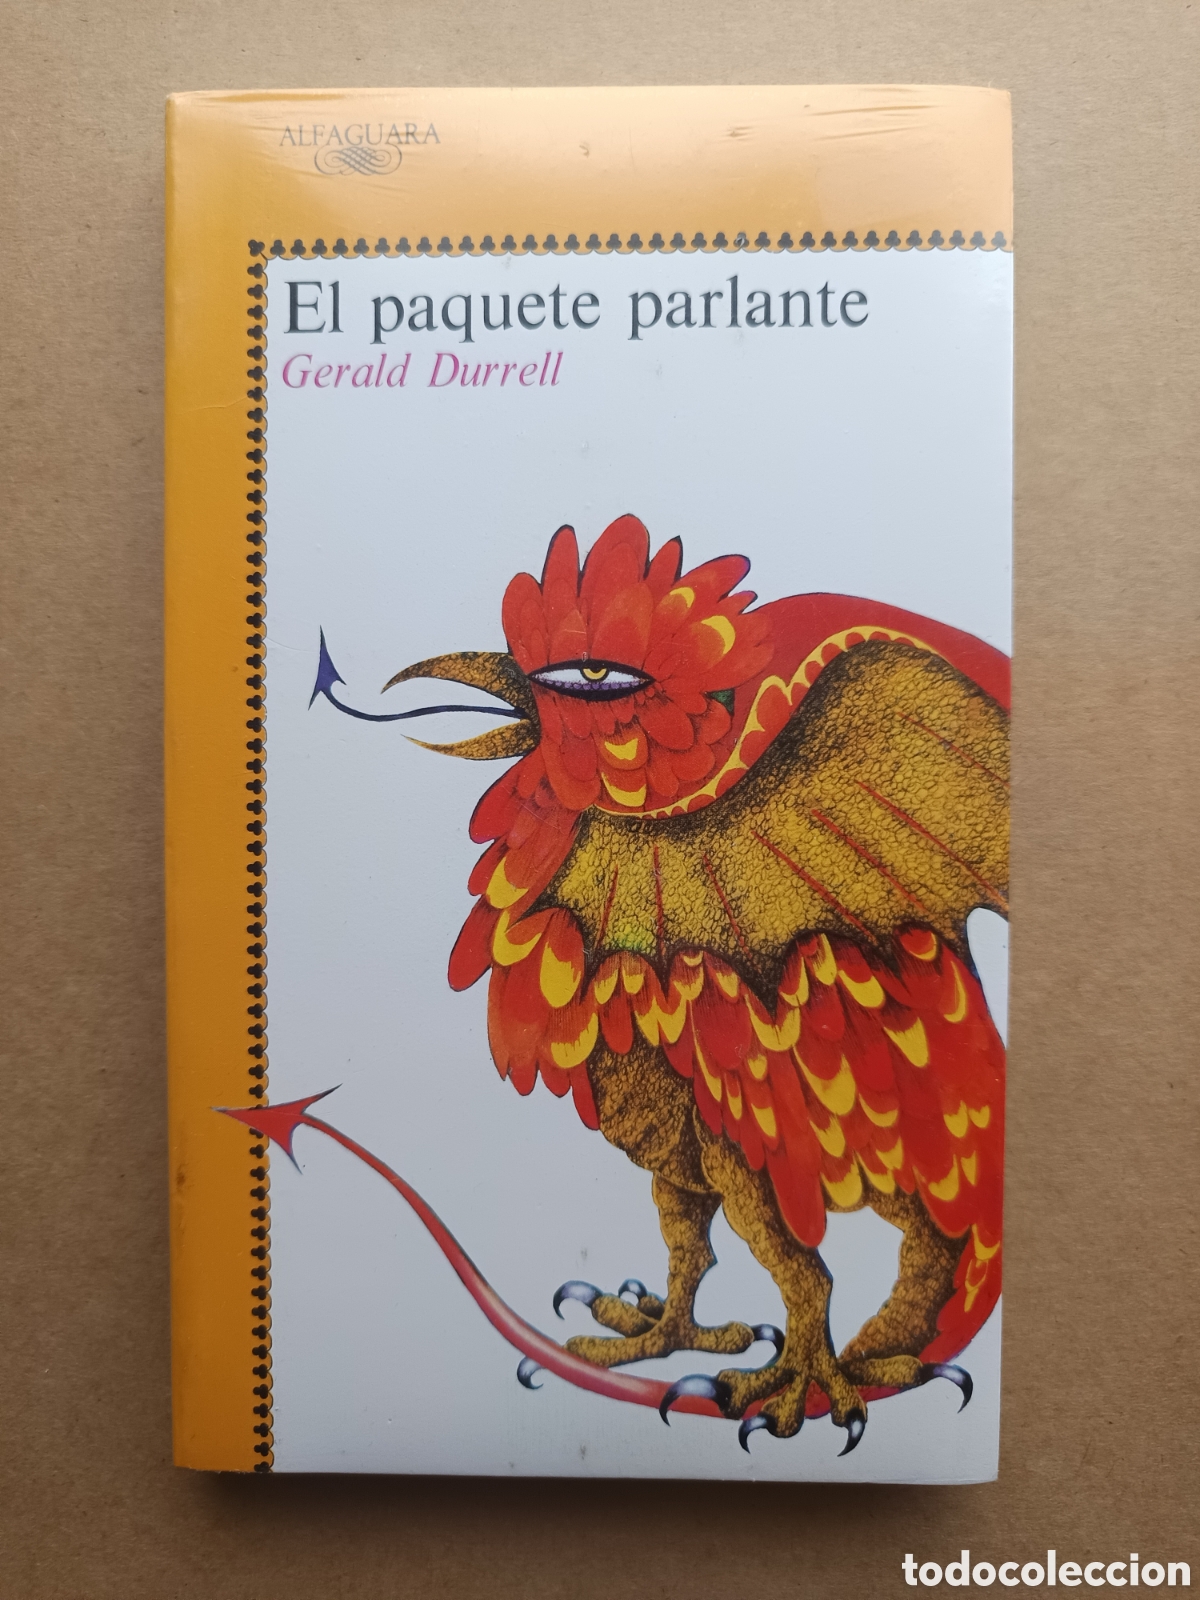 ALFAGUARA
El paquete parlante
Gerald Durrell
todocoleccion